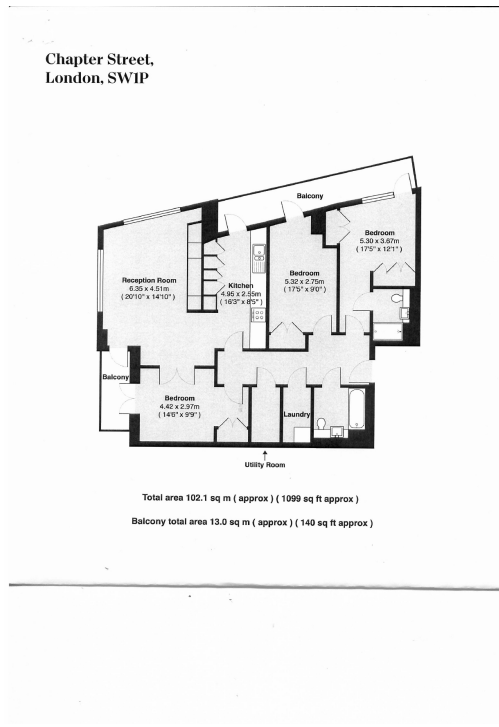 Chapter Street,
London, SW1P
Balcony
Bedroom
5.30 x 3.67m
( 17'5" x 12'1" )
Reception Room
6.35 x 4.51m
( 20'10" x 14'10" )
Kitchen
4.95 x 2.55m
( 16'3" x 8'5" )
Bedroom
5.32 x 2.75m
( 17'5" x 9'0" )
Balcony
Bedroom
4.42 x 2.97m
( 14'6" x 9'9" )
Laundry
Utility Room
Total area 102.1 sq m ( approx ) ( 1099 sq ft approx )
Balcony total area 13.0 sq m ( approx ) ( 140 sq ft approx )